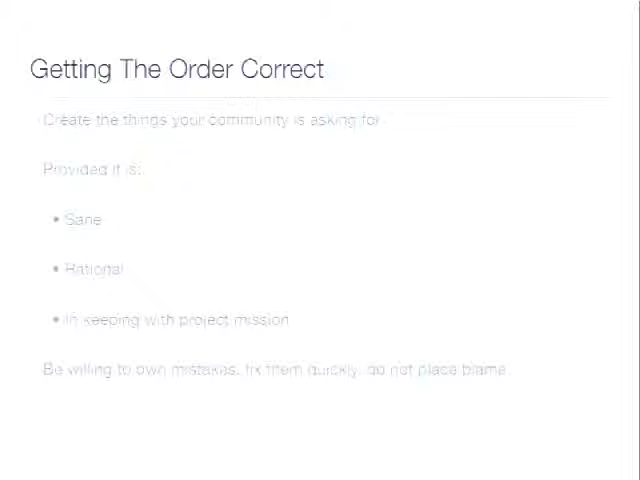 Getting The Order Correct
Create the things your community is asking for
Provided it is:
• Sane
• Rational
• In keeping with project mission
Be willing to own mistakes, fix them quickly, do not place blame